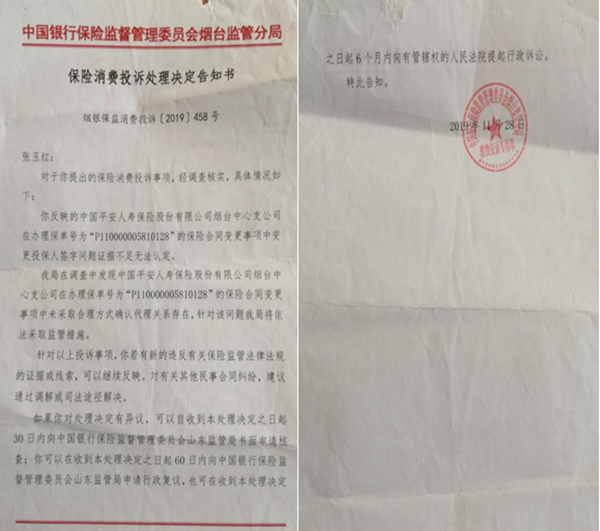 中国银行保险监督管理委员会烟台监管分局
保险消费投诉处理决定告知书
烟银保监消费投诉〔2019〕458 号
张玉红:
对于你提出的保险消费投诉事项,经调查核实,具体情况如
下:
你反映的中国平安人寿保险股份有限公司烟台中心支公司
在办理保单号为“P110000005810128”的保险合同变更事项中变
更投保人签字问题证据不足无法认定。
我局在调查中发现中国平安人寿保险股份有限公司烟台中
心支公司在办理保单号为“P110000005810128”的保险合同变更
事项中未采取合理方式确认代理关系存在,针对该问题我局将依
法采取监管措施。
针对以上投诉事项,你若有新的违反有关保险监管法律法规
的证据或线索,可以继续反映。对有关其他民事合同纠纷,建议
通过调解或司法途径解决。
如果你对处理决定有异议,可以自收到本处理决定之日起
30 日内向中国银行保险监督管理委员会山东监管局书面申请核
查;你可以在收到本处理决定之日起 60 日内向中国银行保险监
督管理委员会山东监管局申请行政复议,也可在收到本处理决定
之日起 6 个月内向有管辖权的人民法院提起行政诉讼。
特此告知。
2019 年 11 月 28 日